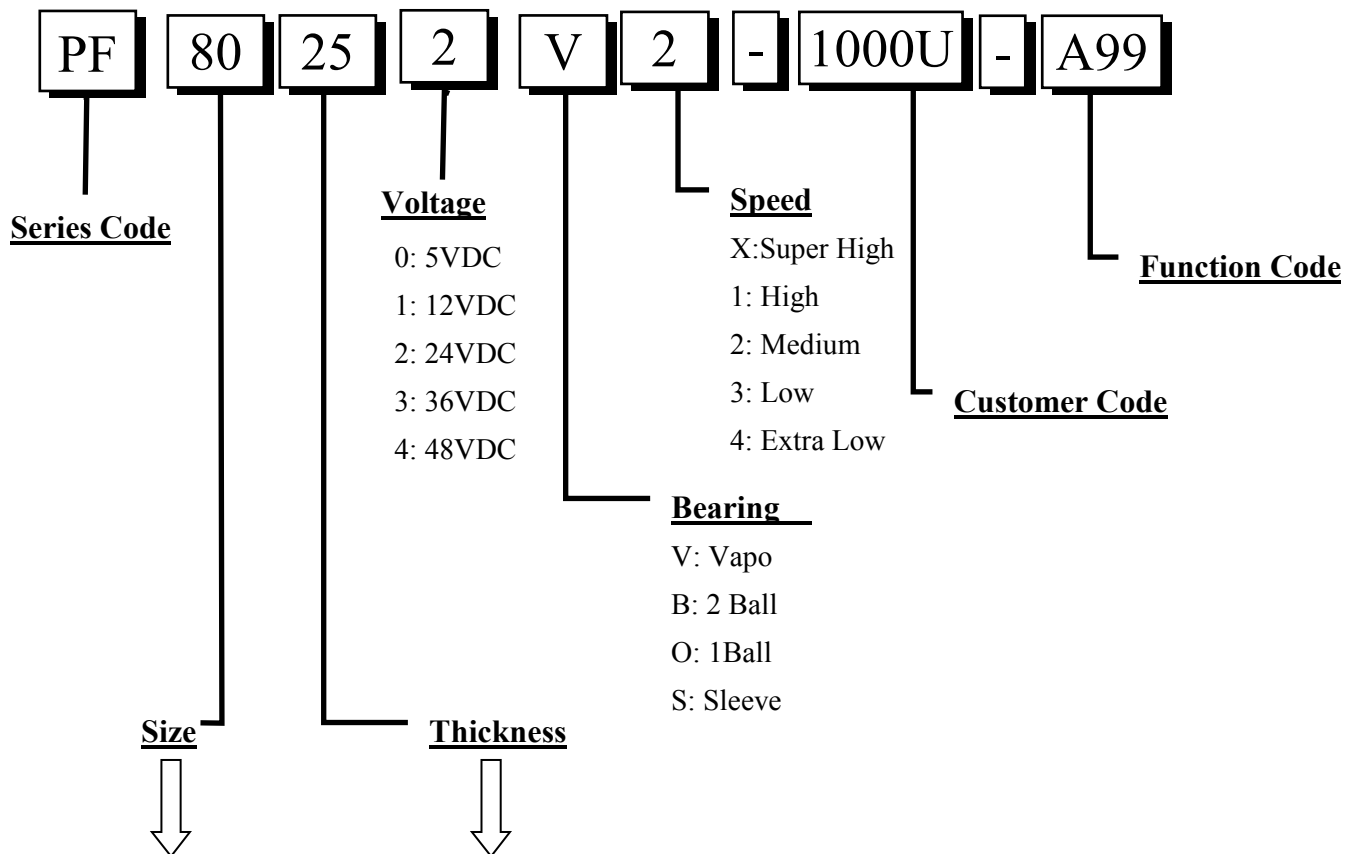 PF 80 25 2 V 2 - 1000U - A99
Series Code
Voltage
0: 5VDC
1: 12VDC
2: 24VDC
3: 36VDC
4: 48VDC
Speed
X:Super High
1: High
2: Medium
3: Low
4: Extra Low
Function Code
Customer Code
Bearing
V: Vapo
B: 2 Ball
O: 1Ball
S: Sleeve
Size
Thickness